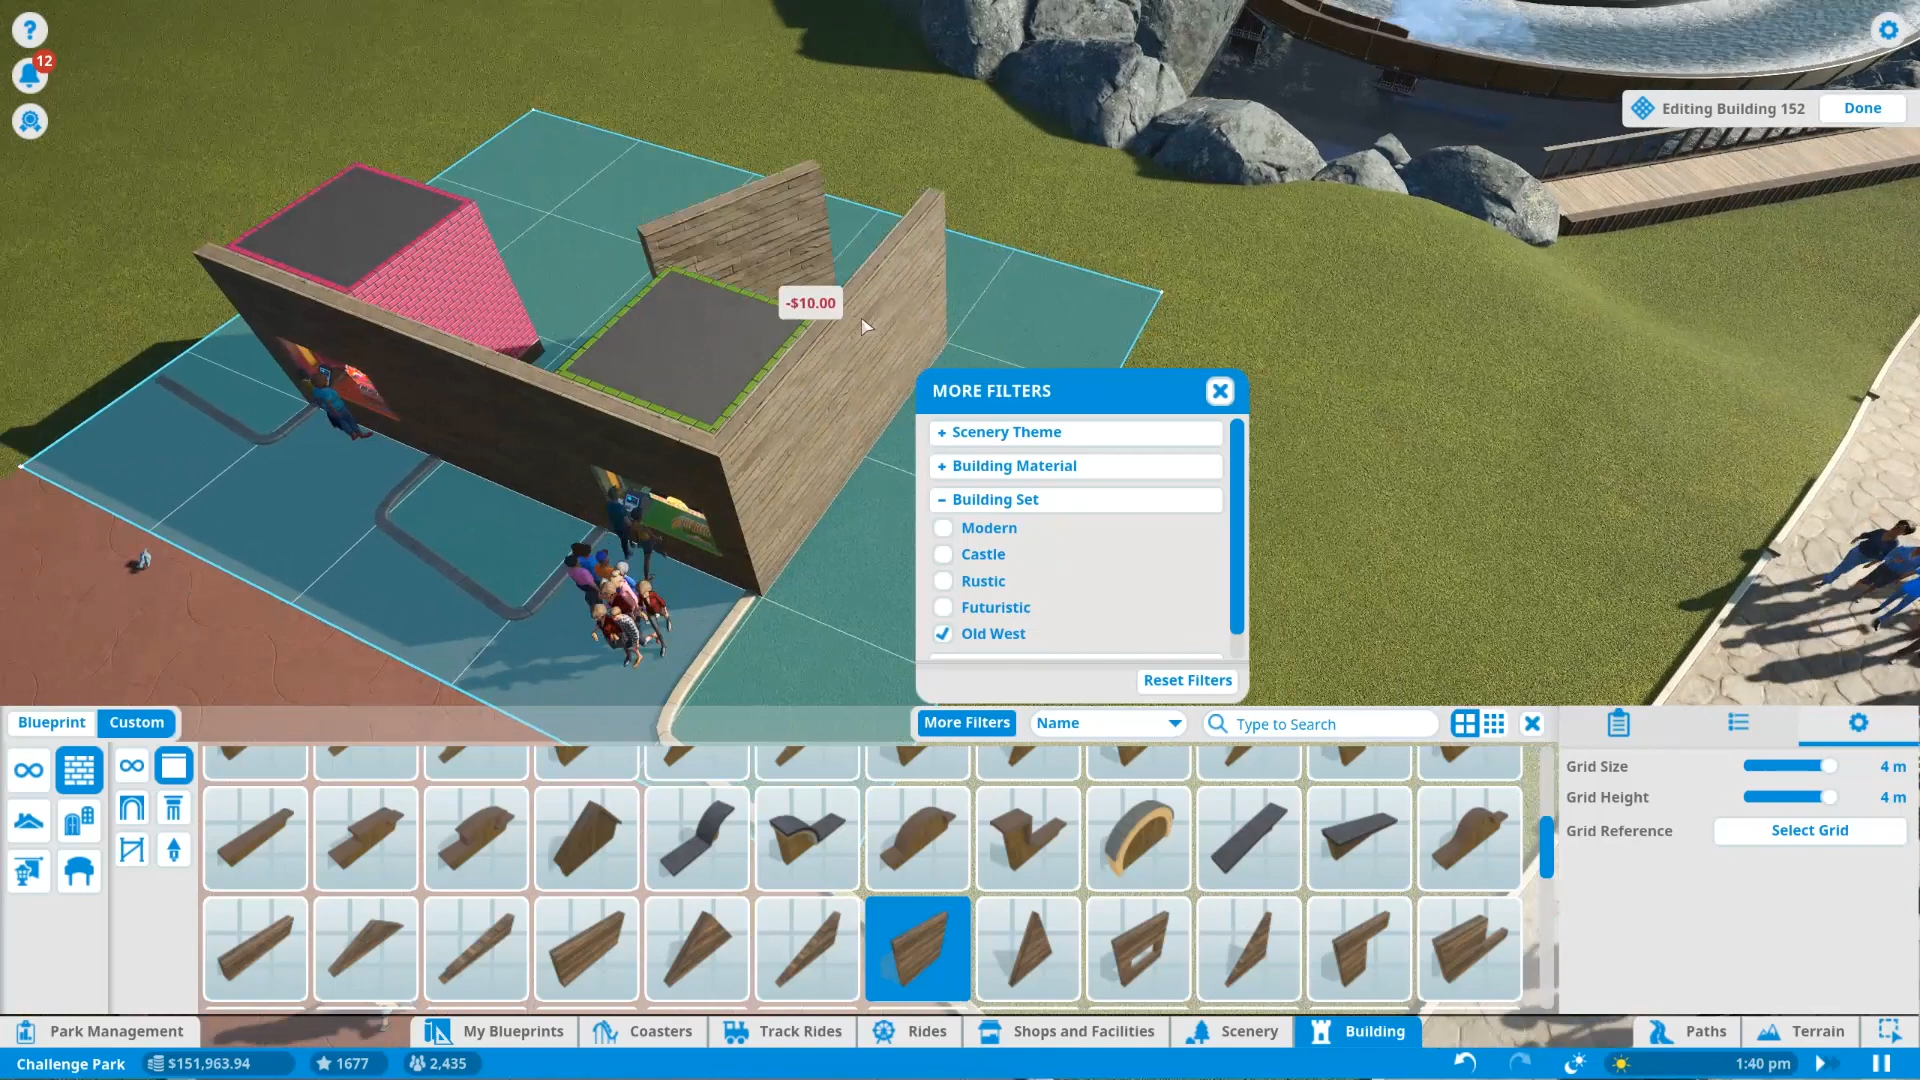 ?
12
Editing Building 152
Done
-$10.00
MORE FILTERS
+ Scenery Theme
+ Building Material
− Building Set
Modern
Castle
Rustic
Futuristic
Old West
Reset Filters
Blueprint
Custom
More Filters
Name
Type to Search
Grid Size
4 m
Grid Height
4 m
Grid Reference
Select Grid
Park Management
My Blueprints
Coasters
Track Rides
Rides
Shops and Facilities
Scenery
Building
Paths
Terrain
Challenge Park
$151,963.94
1677
2,435
1:40 pm